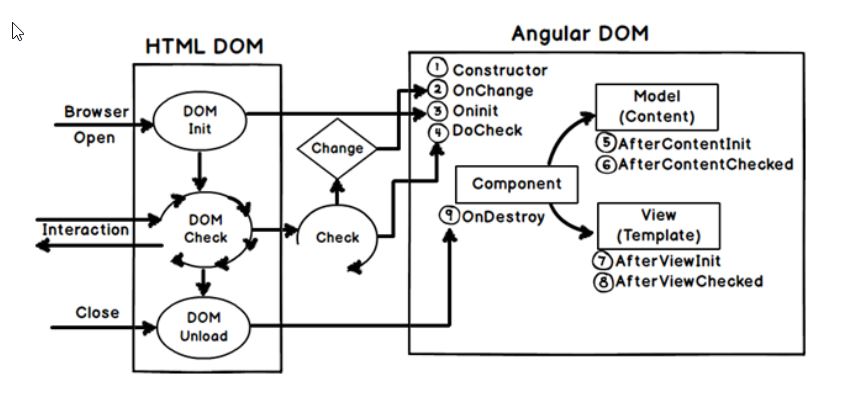 HTML DOM
Angular DOM
Browser
Open
DOM
Init
Interaction
DOM
Check
Close
DOM
Unload
Change
Check
1 Constructor
2 OnChange
3 Oninit
4 DoCheck
Component
9 OnDestroy
Model
(Content)
5 AfterContentInit
6 AfterContentChecked
View
(Template)
7 AfterViewInit
8 AfterViewChecked